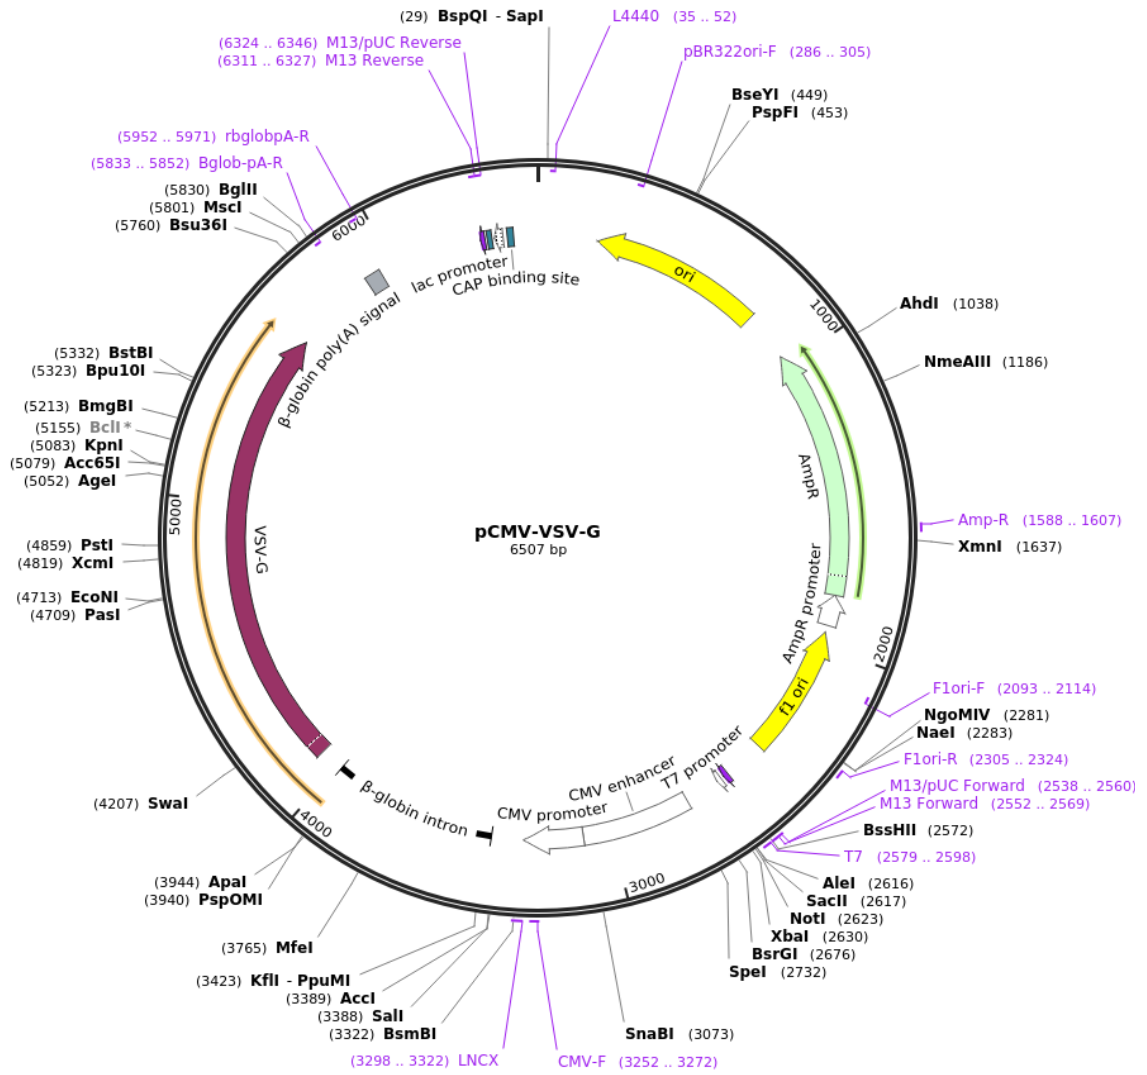 (29) BspQI - SapI
L4440 (35 .. 52)
(6324 .. 6346) M13/pUC Reverse
(6311 .. 6327) M13 Reverse
pBR322ori-F (286 .. 305)
BseYI (449)
PspFI (453)
(5952 .. 5971) rbglobpA-R
(5833 .. 5852) Bglob-pA-R
(5830) BglII
(5801) MscI
(5760) Bsu36I
6000
lac promoter
CAP binding site
ori
β-globin poly(A) signal
1000
AhdI (1038)
NmeAIII (1186)
(5332) BstBI
(5323) Bpu10I
(5213) BmgBI
(5155) BclI*
(5083) KpnI
(5079) Acc65I
(5052) AgeI
5000
AmpR
Amp-R (1588 .. 1607)
XmnI (1637)
pCMV-VSV-G
6507 bp
VSV-G
(4859) PstI
(4819) XcmI
(4713) EcoNI
(4709) PasI
AmpR promoter
2000
f1 ori
F1ori-F (2093 .. 2114)
NgoMIV (2281)
NaeI (2283)
F1ori-R (2305 .. 2324)
M13/pUC Forward (2538 .. 2560)
M13 Forward (2552 .. 2569)
BssHII (2572)
T7 (2579 .. 2598)
T7 promoter
CMV enhancer
CMV promoter
β-globin intron
(4207) SwaI
4000
3000
AleI (2616)
SacII (2617)
NotI (2623)
XbaI (2630)
BsrGI (2676)
SpeI (2732)
(3944) ApaI
(3940) PspOMI
(3765) MfeI
(3423) KflI - PpuMI
(3389) AccI
(3388) SalI
(3322) BsmBI
SnaBI (3073)
(3298 .. 3322) LNCX
CMV-F (3252 .. 3272)